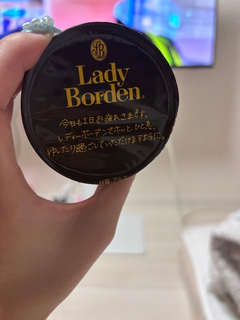 LB
Lady
Borden®
今日も1日お疲れさまです。
レディーボーデンでホッとひと息、
ゆったり過ごしていただけますように…。